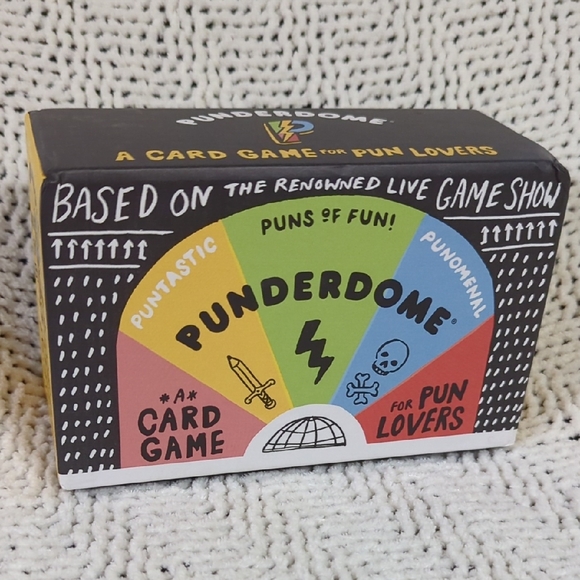 PUNDERDOME
A CARD GAME FOR PUN LOVERS
BASED ON THE RENOWNED LIVE GAME SHOW
PUNTASTIC
PUNS OF FUN!
PUNOMENAL
PUNDERDOME®
*A*
CARD
GAME
FOR PUN
LOVERS